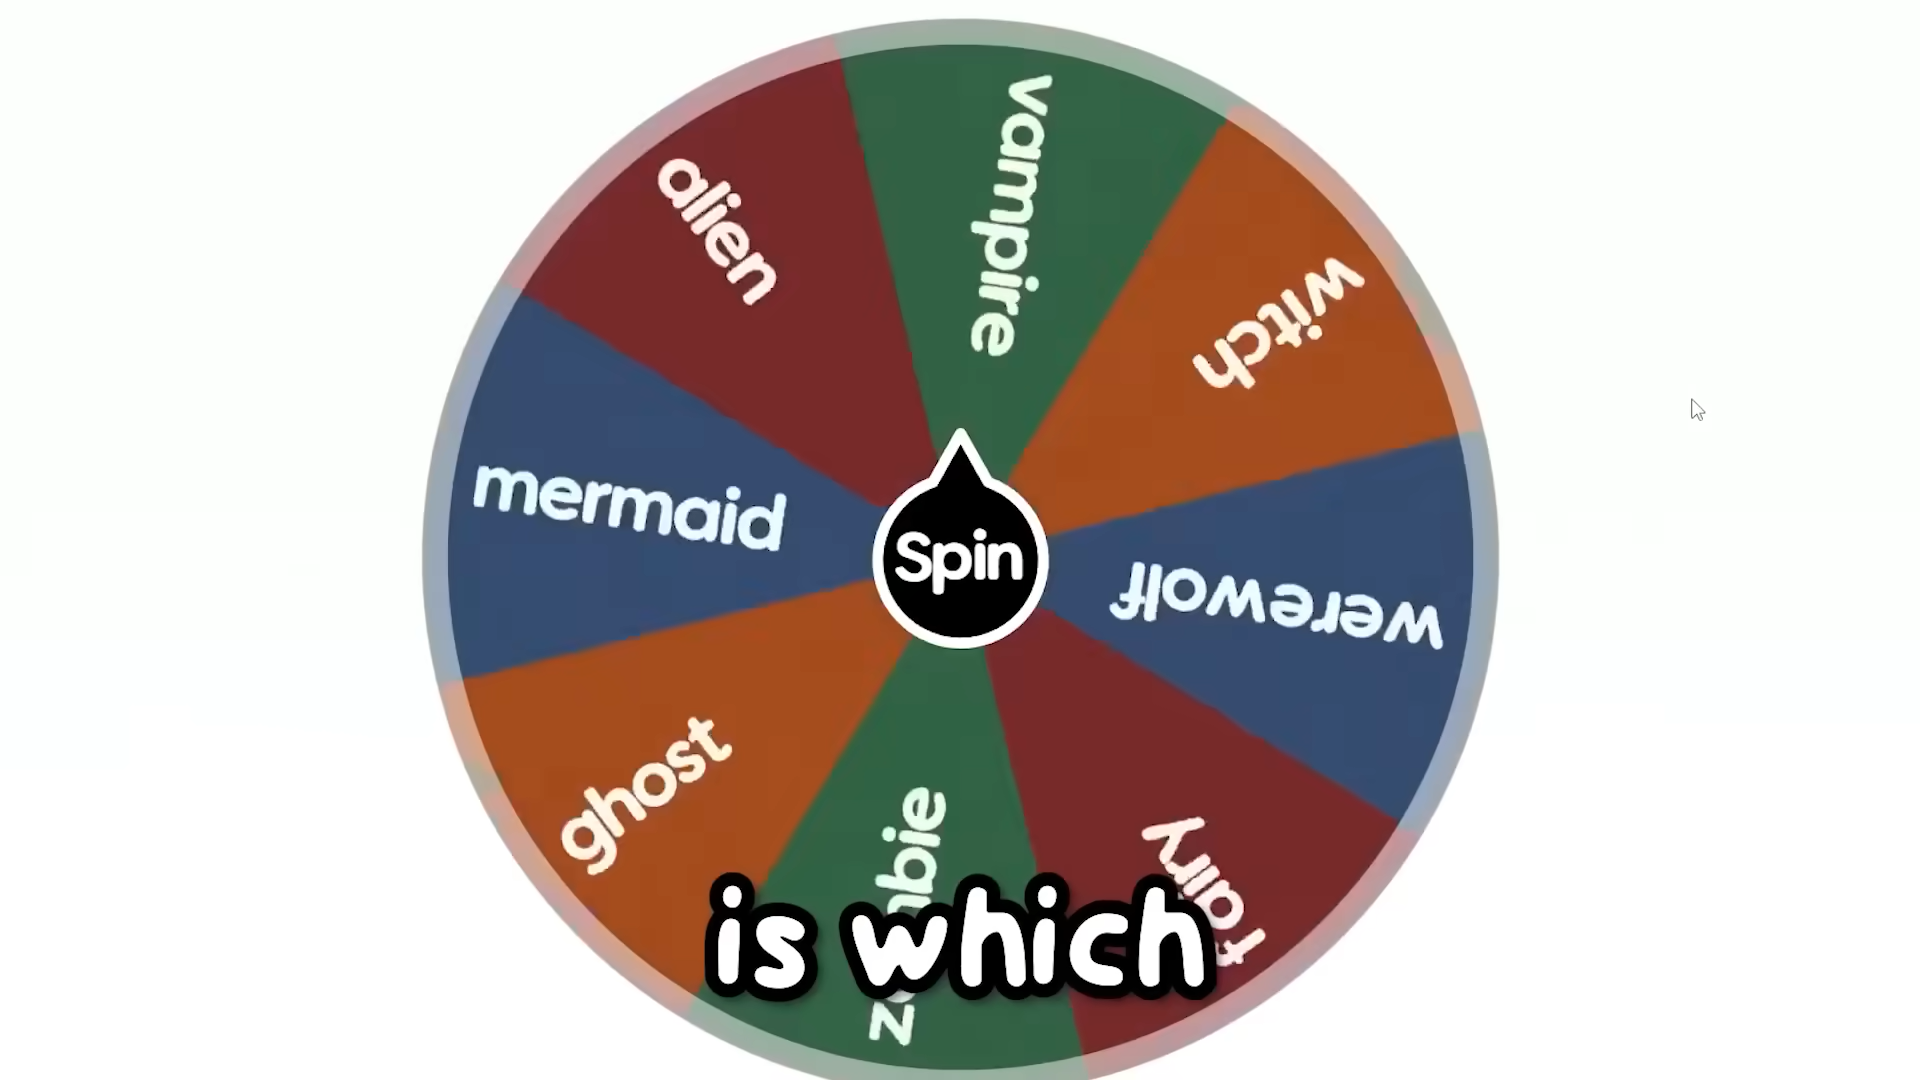 vampire
witch
alien
mermaid
Spin
werewolf
ghost
fairy
is which